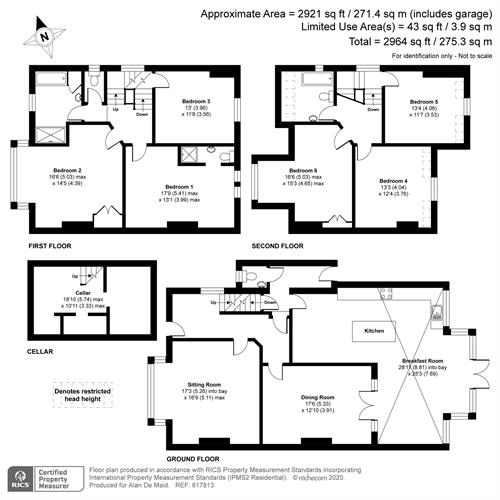 Approximate Area = 2921 sq ft / 271.4 sq m (includes garage)
Limited Use Area(s) = 43 sq ft / 3.9 sq m
Total = 2964 sq ft / 275.3 sq m
For identification only - Not to scale
N
Up
Down
Bedroom 3
13' (3.96)
x 11'8 (3.56)
Bedroom 2
16'6 (5.03) max
x 14'5 (4.39)
Bedroom 1
17'9 (5.41) max
x 13'1 (3.99) max
FIRST FLOOR
Down
Bedroom 5
13'4 (4.06)
x 11'7 (3.53)
Bedroom 6
16'6 (5.03) max
x 15'3 (4.65) max
Bedroom 4
13'3 (4.04)
x 12'4 (3.76)
SECOND FLOOR
Up
Cellar
18'10 (5.74) max
x 10'11 (3.33) max
CELLAR
Denotes restricted
head height
Up
Down
Kitchen
Breakfast Room
28'11 (8.81) into bay
x 25'3 (7.69)
Sitting Room
17'3 (5.26) into bay
x 16'9 (5.11) max
Dining Room
17'6 (5.33)
x 12'10 (3.91)
GROUND FLOOR
RICS
Certified
Property
Measurer
Floor plan produced in accordance with RICS Property Measurement Standards incorporating
International Property Measurement Standards (IPMS2 Residential). © nichecom 2020.
Produced for Alan De Maid. REF: 617813